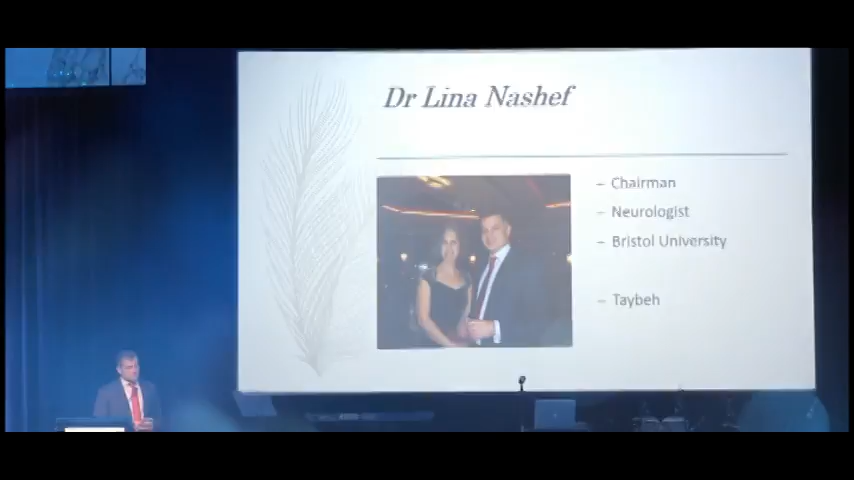 Dr Lina Nashef
– Chairman
– Neurologist
– Bristol University
– Taybeh